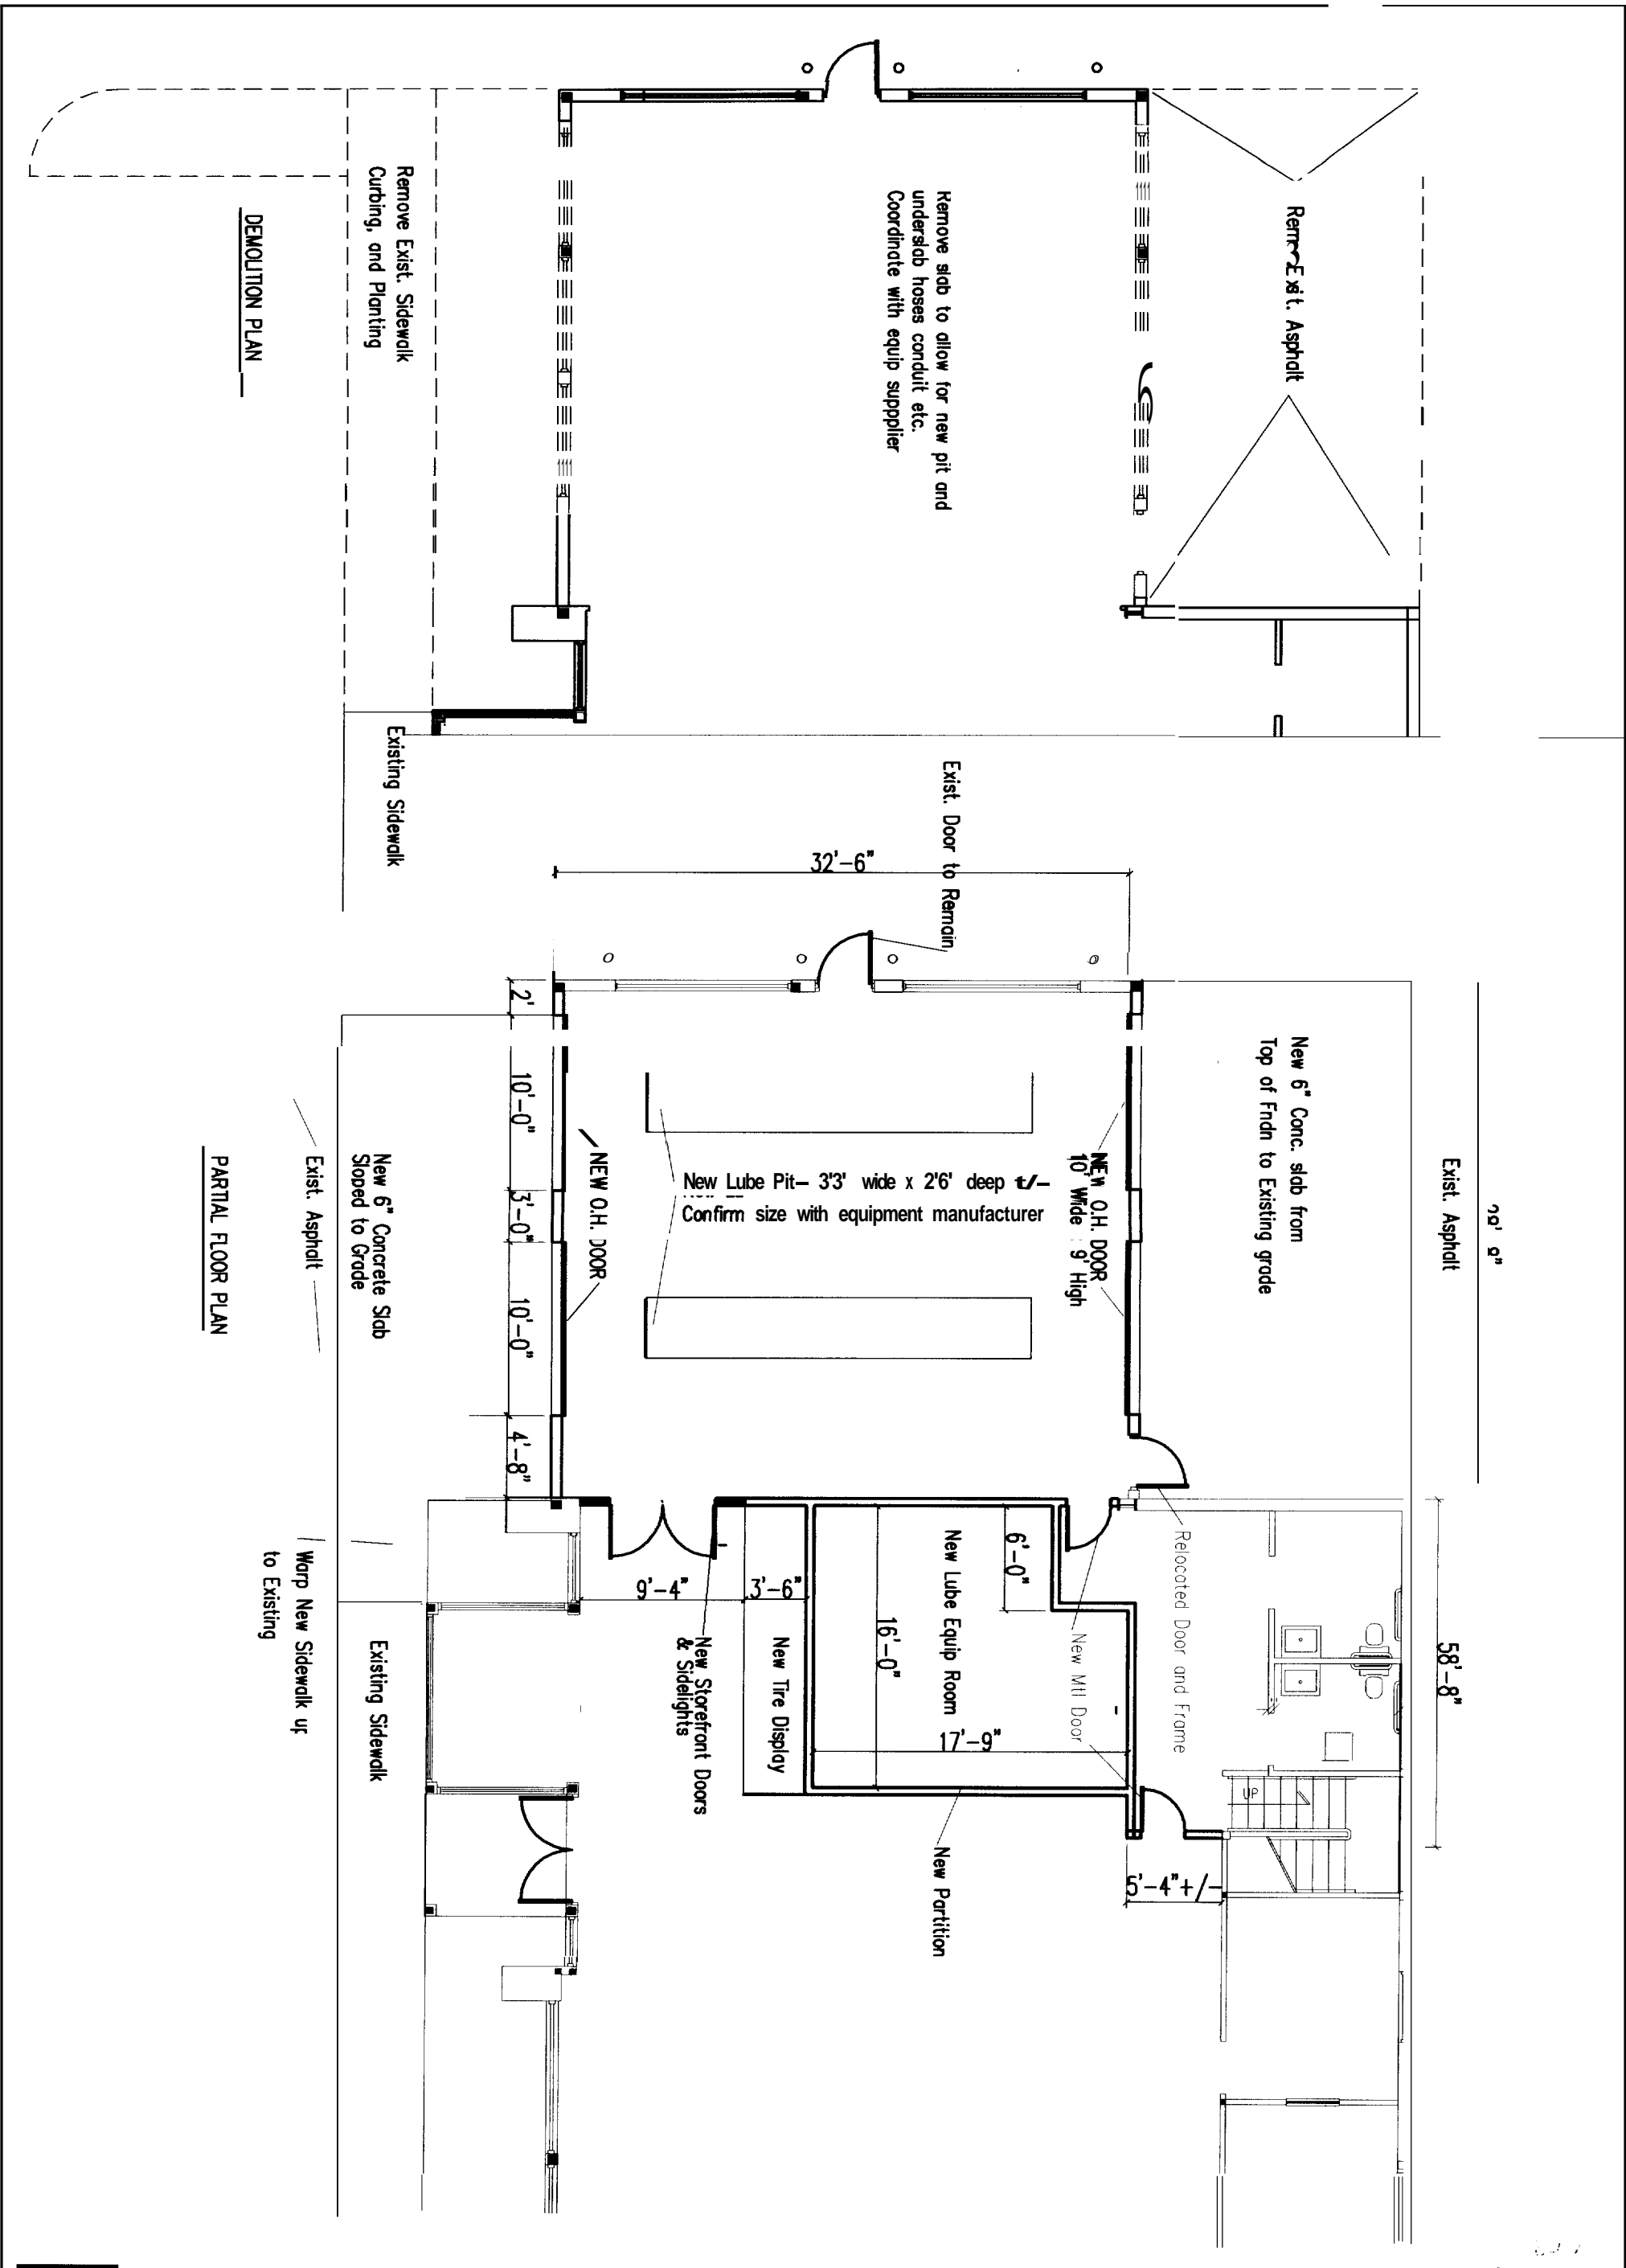 DEMOLITION PLAN
Remove Exist. Sidewalk
Curbing, and Planting
Remove slab to allow for new pit and
underslab hoses conduit etc.
Coordinate with equip suppplier
Exit. Asphalt
Existing Sidewalk
Exist. Door to Remain
32'-6"
2'
10'-0"
3'-0"
10'-0"
4'-8"
NEW O.H. DOOR
New Lube Pit- 3'3' wide x 2'6' deep
Confirm size with equipment manufacturer
NEW O.H. DOOR
10' Wide 9' High
New 6" Conc. slab from
Top of Fndn to Existing grade
Exist. Asphalt
58'-8"
PARTIAL FLOOR PLAN
Exist. Asphalt
New 6" Concrete Slab
Sloped to Grade
Warp New Sidewalk
to Existing
Existing Sidewalk
9'-4"
3'-6"
New Storefront Doors
& Sidelights
New Tire Display
16'-0"
6'-0"
New Lube Equip Room
17'-9"
New Mtl Door
Relocated Door and Frame
UP
5'-4"+/-
New Partition